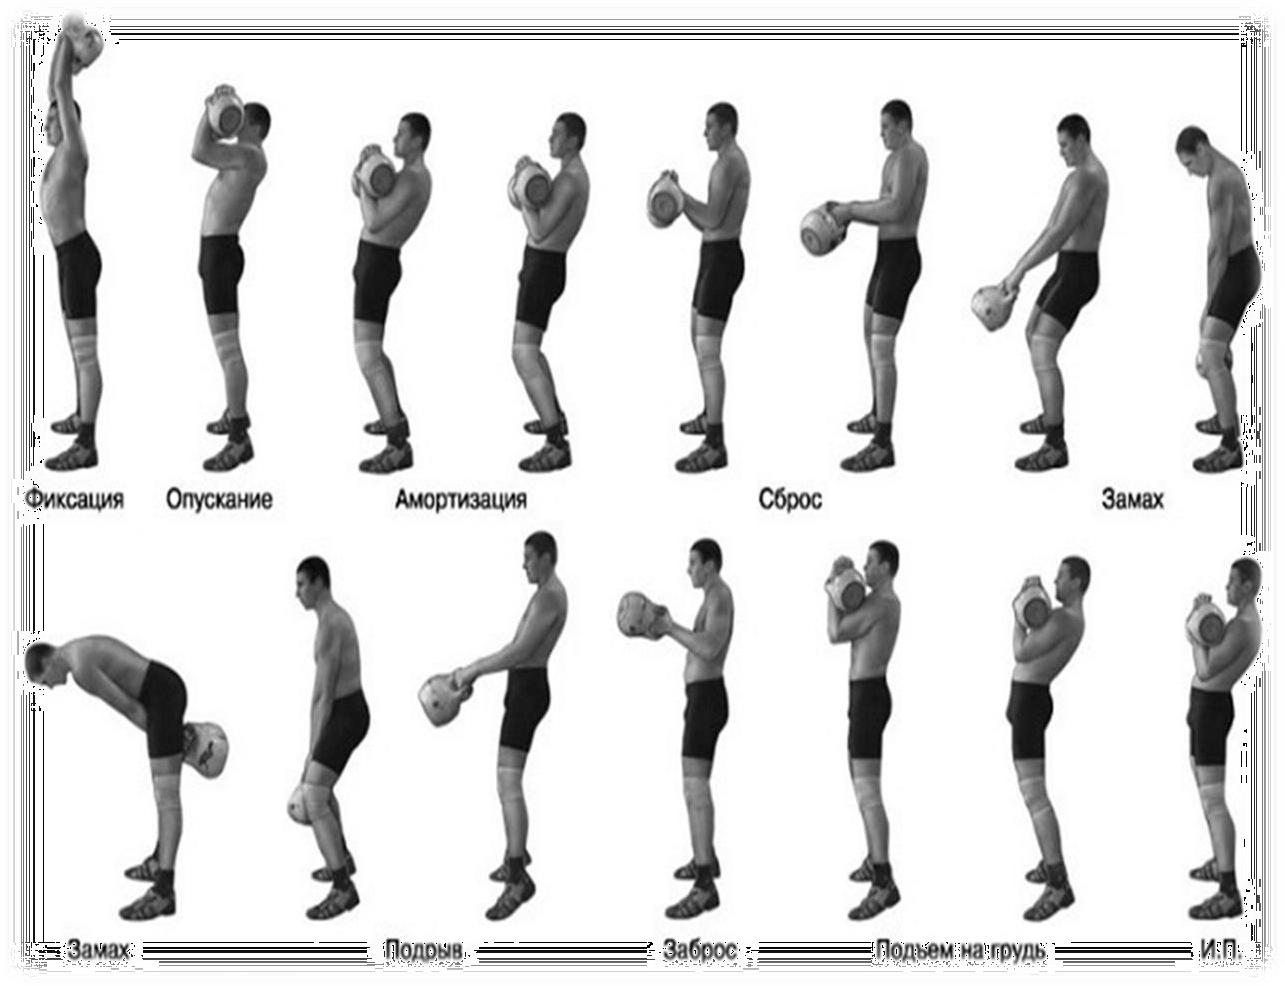 Фиксация Опускание Амортизация Сброс Замах
Замах Подрыв Заброс Подъем на грудь И.П.